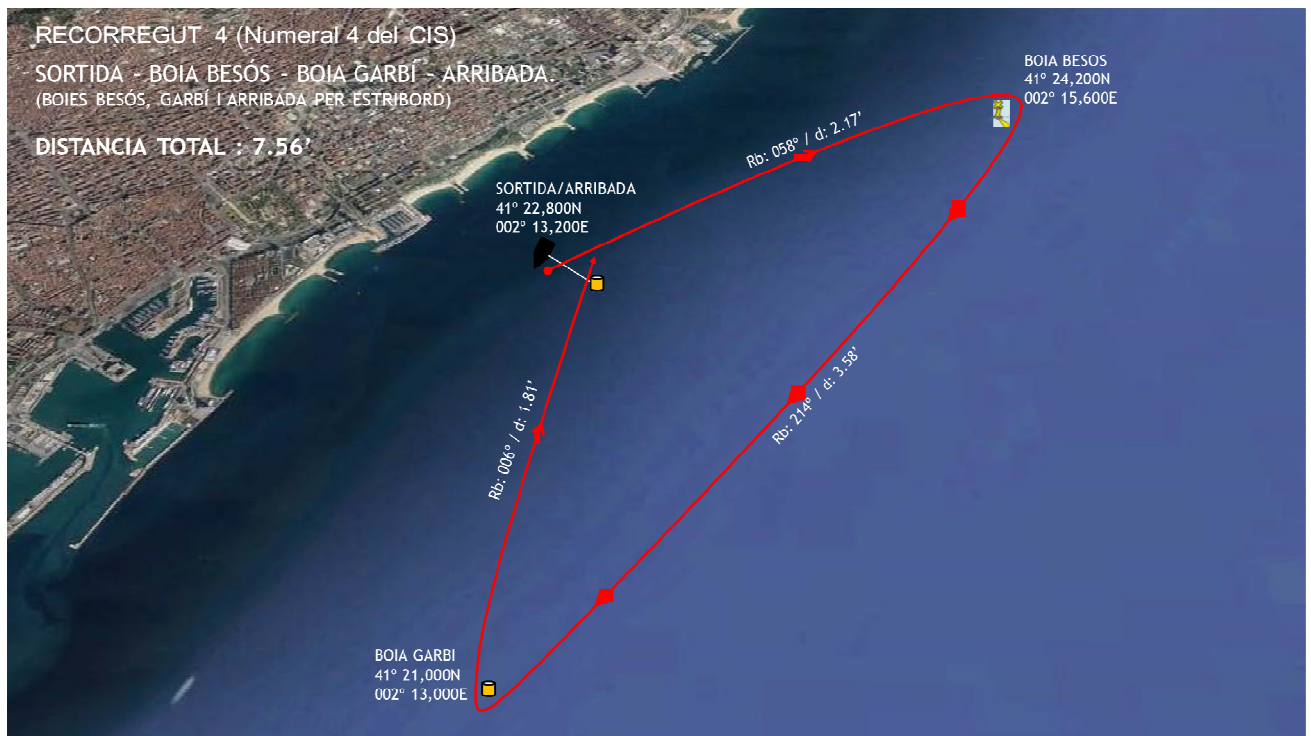 RECORREGUT 4 (Numeral 4 del CIS)
SORTIDA - BOIA BESÓS - BOIA GARBÍ - ARRIBADA.
(BOIES BESÓS, GARBÍ I ARRIBADA PER ESTRIBORD)
DISTANCIA TOTAL : 7.56'
BOIA BESOS
41º 24,200N
002º 15,600E
Rb: 058º / d: 2.17'
SORTIDA/ARRIBADA
41º 22,800N
002º 13,200E
Rb: 214º / d: 3.58'
Rb: 006º / d: 1.81'
BOIA GARBI
41º 21,000N
002º 13,000E